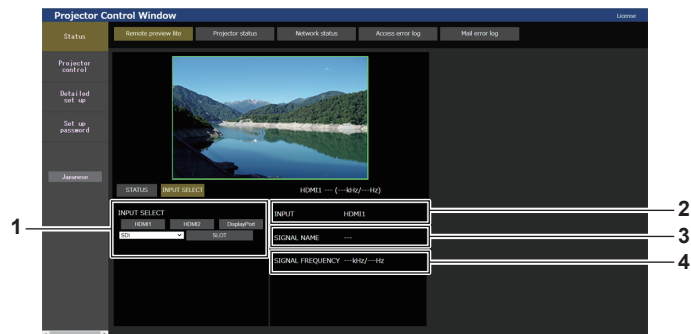 Projector Control Window
License
Status
Remote preview lite
Projector status
Network status
Access error log
Mail error log
Projector
control
Detailed
set up
Set up
password
Japanese
STATUS
INPUT SELECT
HDMI1 --- (---kHz/---Hz)
1
INPUT SELECT
HDMI1
HDMI2
DisplayPort
SDI
SLOT
INPUT HDMI1
2
SIGNAL NAME ---
3
SIGNAL FREQUENCY ---kHz/---Hz
4